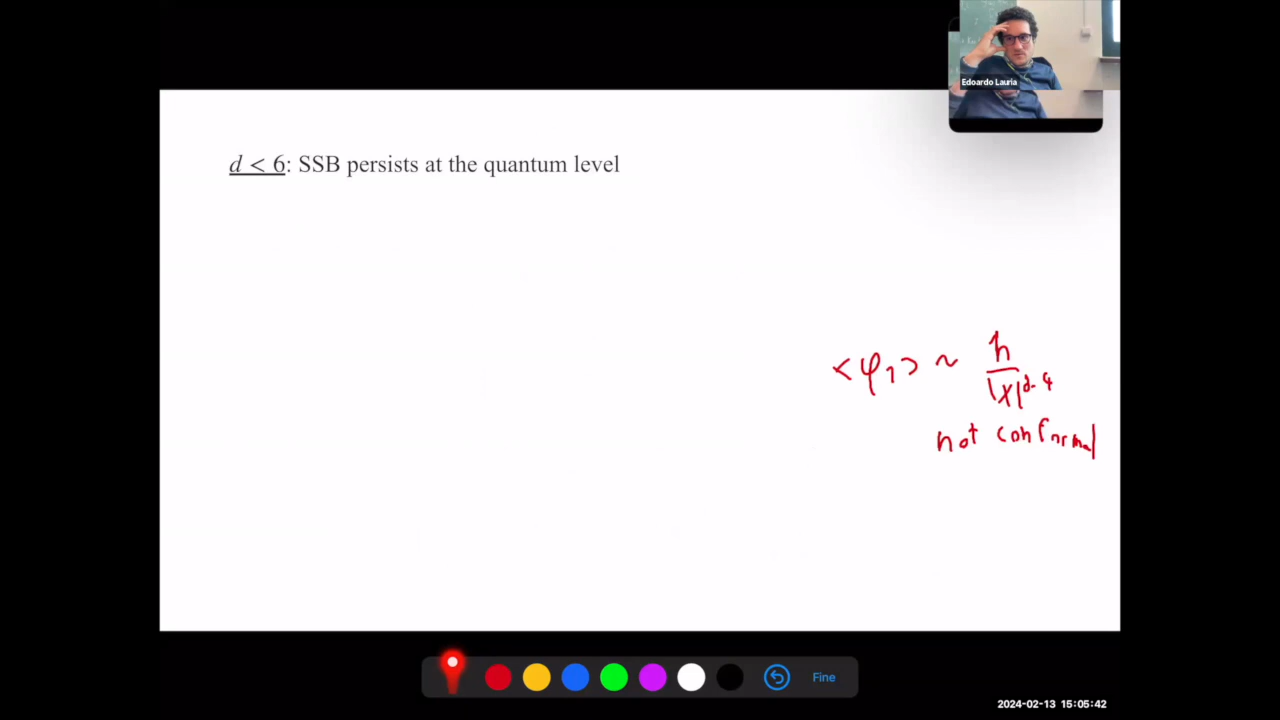 Edoardo Lauria
d < 6: SSB persists at the quantum level
<φ₁> ~ h / |x|^{d-4}
not conformal
Fine
2024-02-13 15:05:42